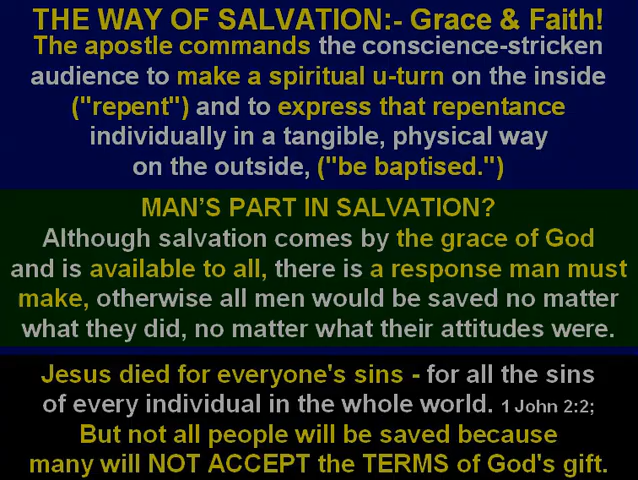 THE WAY OF SALVATION:- Grace & Faith!
The apostle commands the conscience-stricken
audience to make a spiritual u-turn on the inside
("repent") and to express that repentance
individually in a tangible, physical way
on the outside, ("be baptised.")
MAN’S PART IN SALVATION?
Although salvation comes by the grace of God
and is available to all, there is a response man must
make, otherwise all men would be saved no matter
what they did, no matter what their attitudes were.
Jesus died for everyone's sins - for all the sins
of every individual in the whole world. 1 John 2:2;
But not all people will be saved because
many will NOT ACCEPT the TERMS of God's gift.